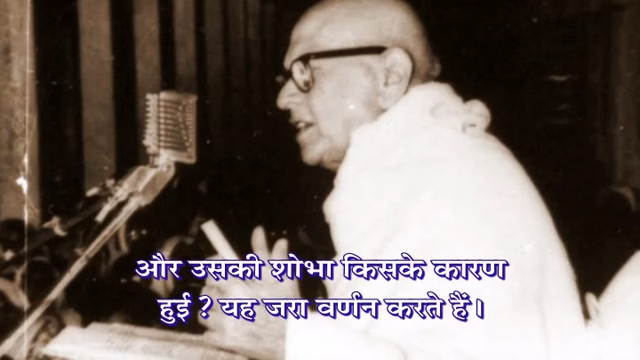 और उसकी शोभा किसके कारण
हुई ? यह जरा वर्णन करते हैं।